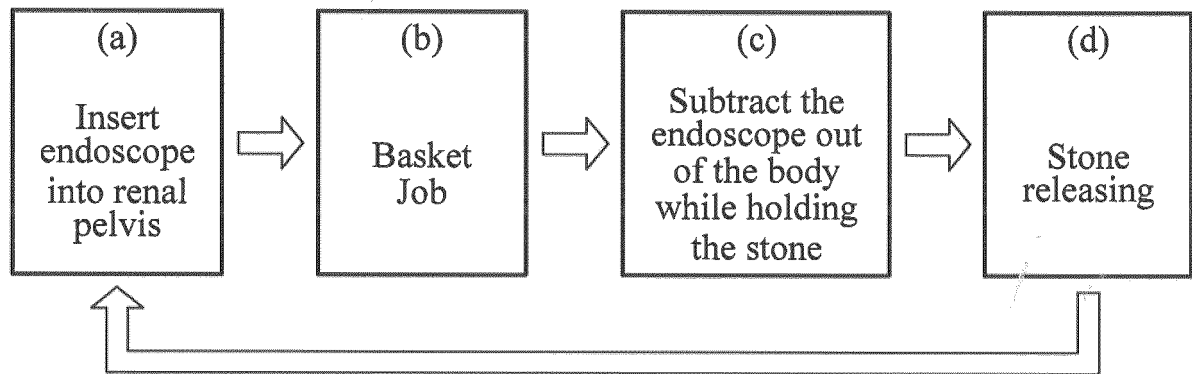 (a)
Insert
endoscope
into renal
pelvis
(b)
Basket
Job
(c)
Subtract the
endoscope out
of the body
while holding
the stone
(d)
Stone
releasing